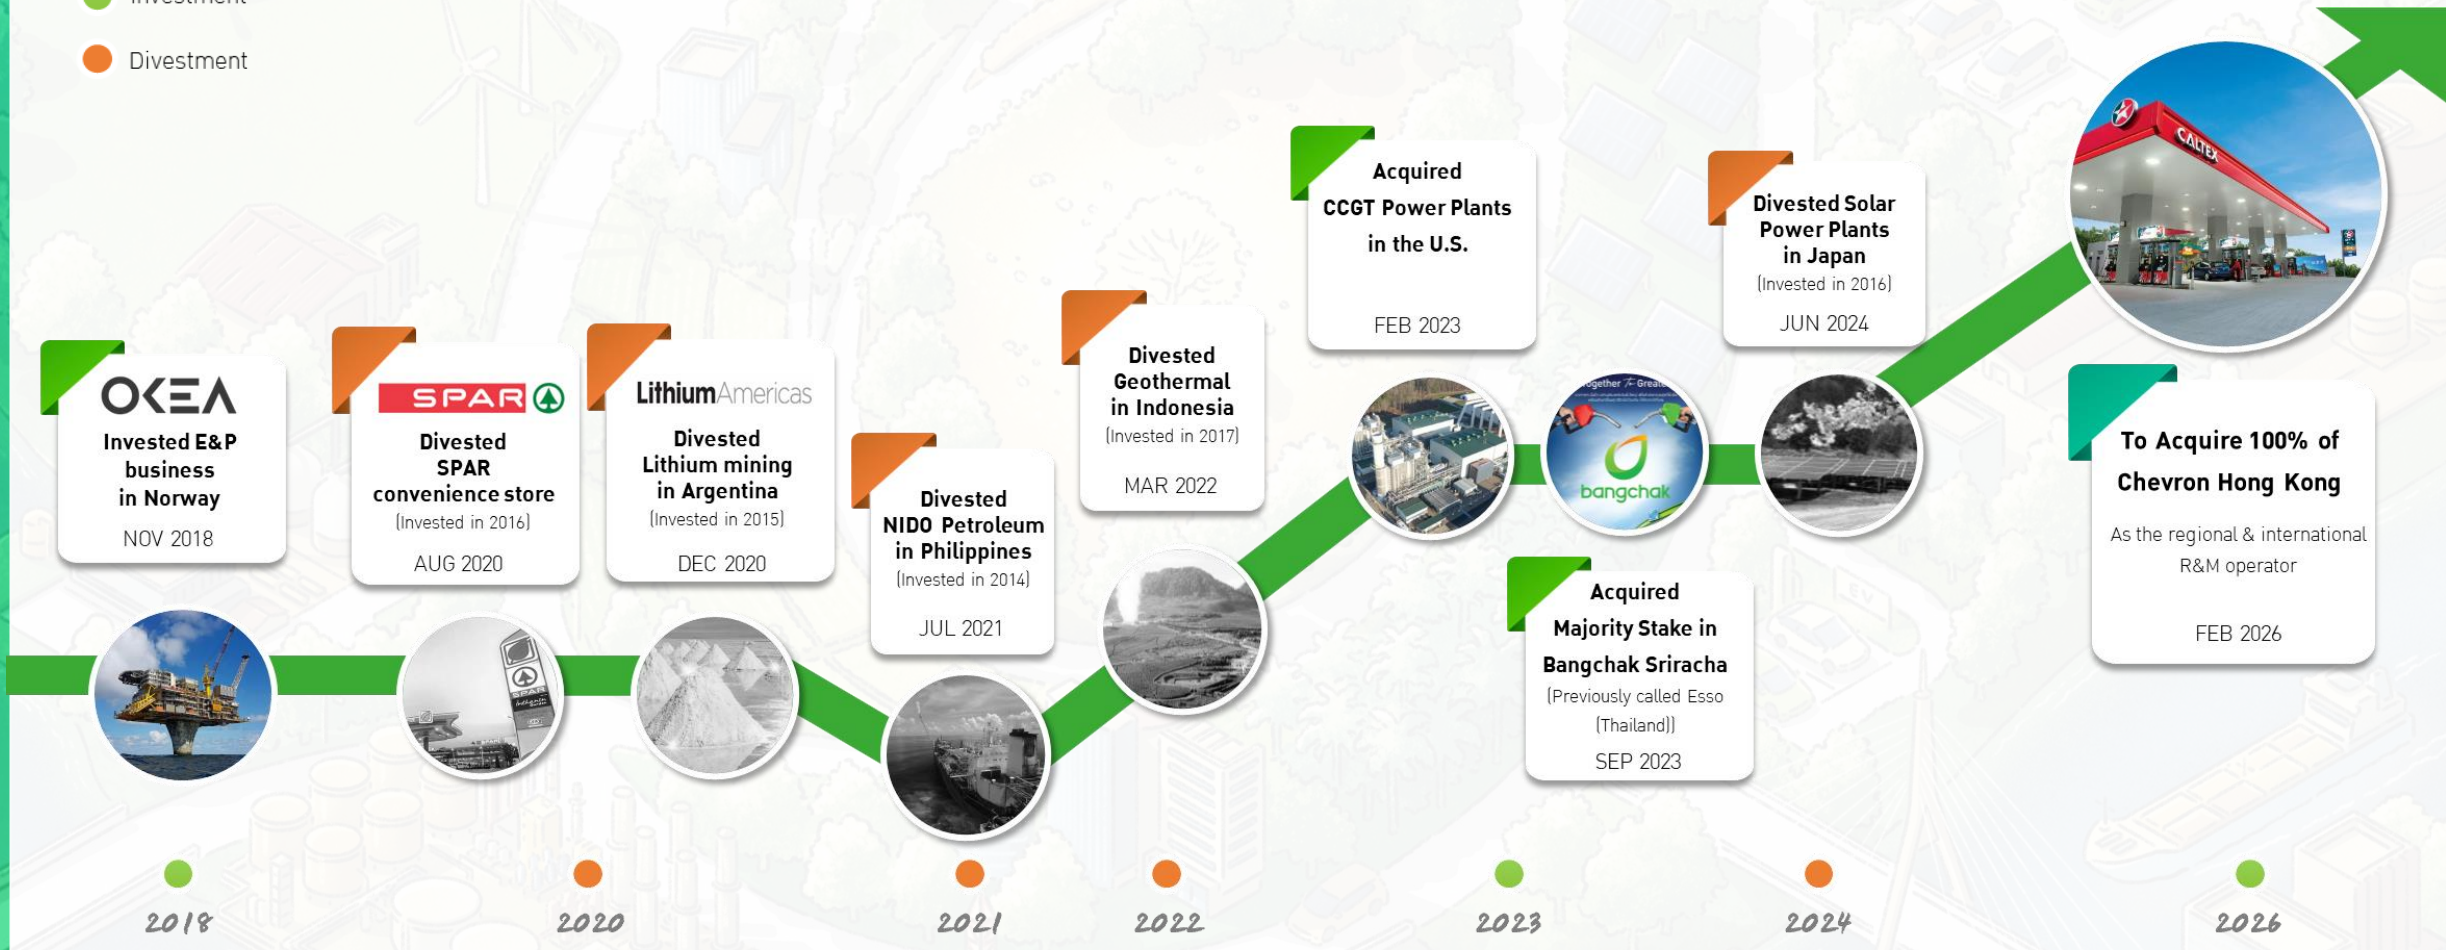 Investment
Divestment
OKEA
Invested E&P
business
in Norway
NOV 2018
SPAR
Divested
SPAR
convenience store
(Invested in 2016)
AUG 2020
LithiumAmericas
Divested
Lithium mining
in Argentina
(Invested in 2015)
DEC 2020
Divested
NIDO Petroleum
in Philippines
(Invested in 2014)
JUL 2021
Divested
Geothermal
in Indonesia
(Invested in 2017)
MAR 2022
Acquired
CCGT Power Plants
in the U.S.
FEB 2023
bangchak
Acquired
Majority Stake in
Bangchak Sriracha
(Previously called Esso
(Thailand))
SEP 2023
Divested Solar
Power Plants
in Japan
(Invested in 2016)
JUN 2024
CALTEX
To Acquire 100% of
Chevron Hong Kong
As the regional & international
R&M operator
FEB 2026
SPAR
EV
2018
2020
2021
2022
2023
2024
2026